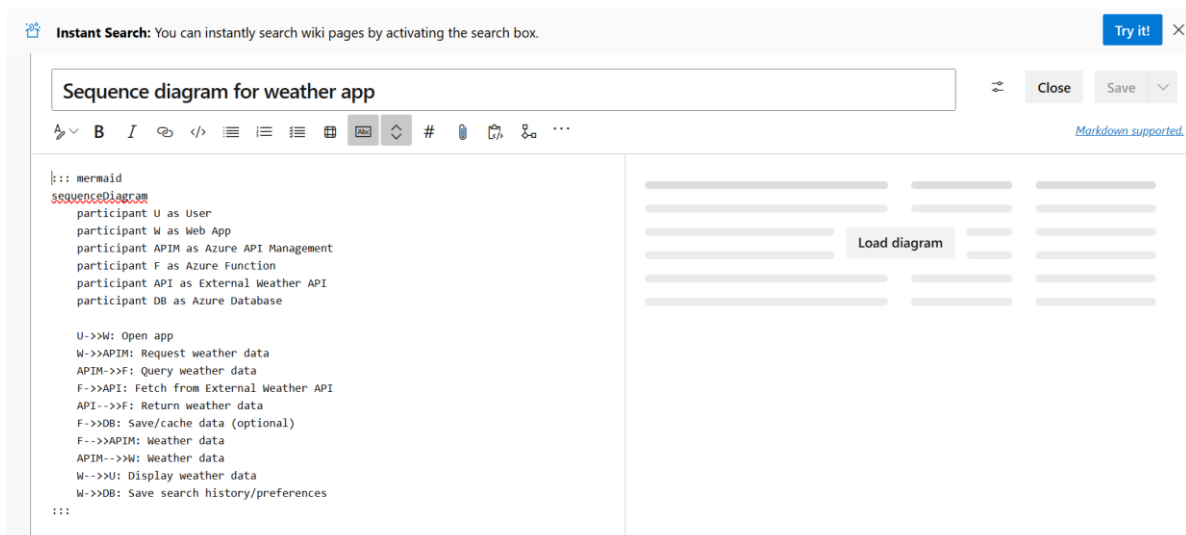 Instant Search: You can instantly search wiki pages by activating the search box.
Try it!
Sequence diagram for weather app
Close
Save
B I </> Abc # ...
Markdown supported.
::: mermaid
sequenceDiagram
participant U as User
participant W as Web App
participant APIM as Azure API Management
participant F as Azure Function
participant API as External Weather API
participant DB as Azure Database
U->>W: Open app
W->>APIM: Request weather data
APIM->>F: Query weather data
F->>API: Fetch from External Weather API
API-->>F: Return weather data
F->>DB: Save/cache data (optional)
F-->>APIM: Weather data
APIM-->>W: Weather data
W-->>U: Display weather data
W->>DB: Save search history/preferences
:::
Load diagram